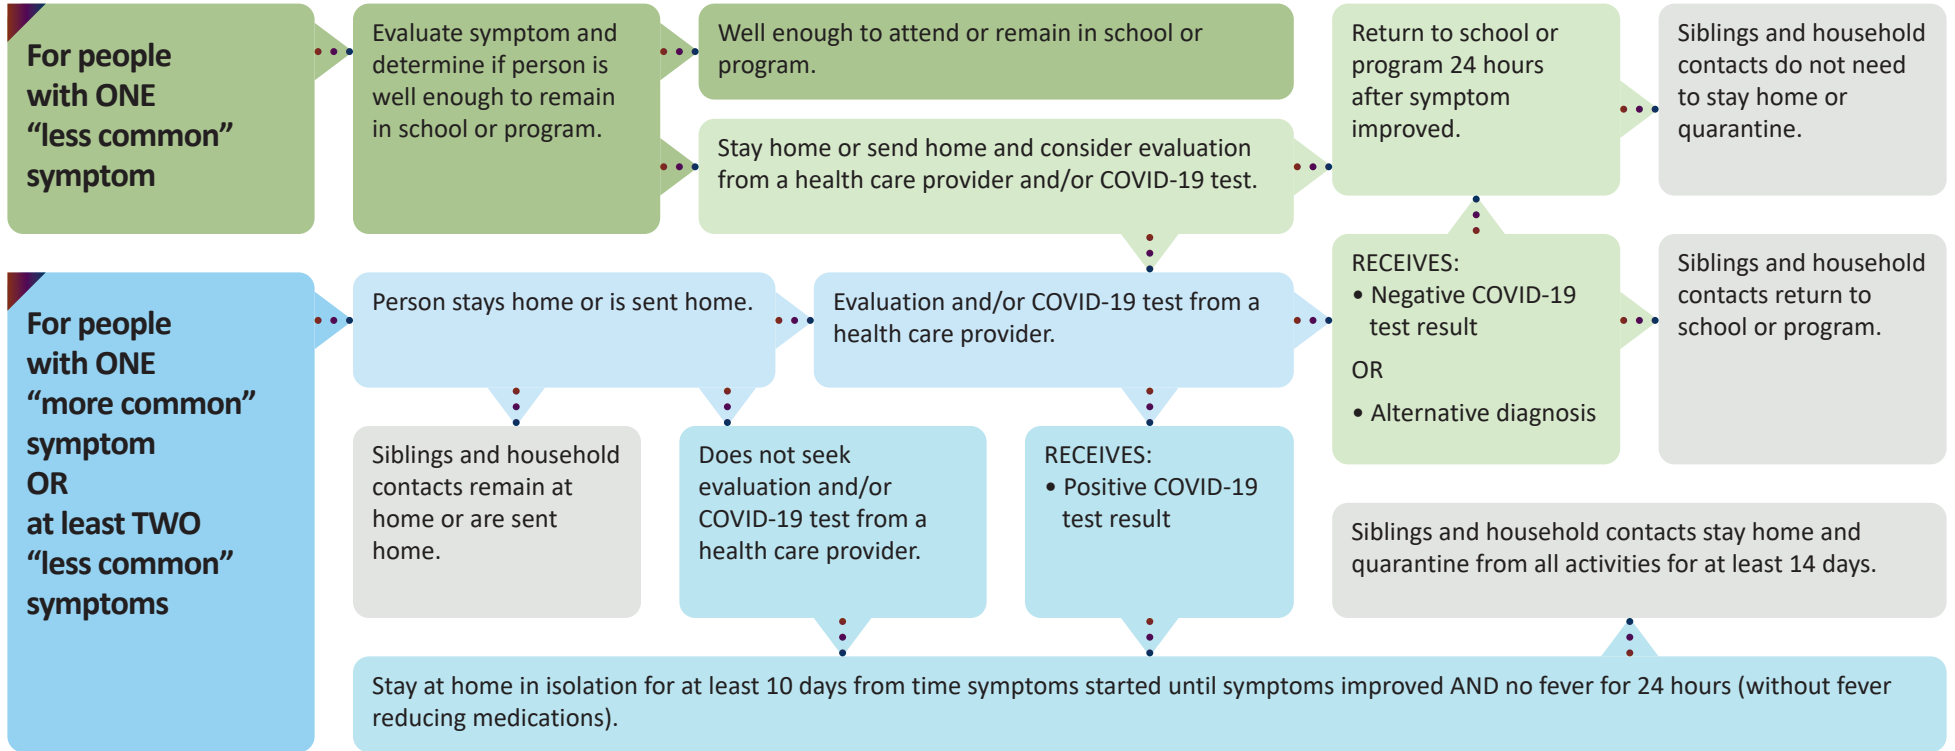 For people
with ONE
“less common”
symptom
Evaluate symptom and
determine if person is
well enough to remain
in school or program.
Well enough to attend or remain in school or
program.
Stay home or send home and consider evaluation
from a health care provider and/or COVID-19 test.
Return to school or
program 24 hours
after symptom
improved.
Siblings and household
contacts do not need
to stay home or
quarantine.
For people
with ONE
“more common”
symptom
OR
at least TWO
“less common”
symptoms
Person stays home or is sent home.
Evaluation and/or COVID-19 test from a
health care provider.
RECEIVES:
• Negative COVID-19
test result
OR
• Alternative diagnosis
Siblings and household
contacts return to
school or program.
Siblings and household
contacts remain at
home or are sent
home.
Does not seek
evaluation and/or
COVID-19 test from a
health care provider.
RECEIVES:
• Positive COVID-19
test result
Siblings and household contacts stay home and
quarantine from all activities for at least 14 days.
Stay at home in isolation for at least 10 days from time symptoms started until symptoms improved AND no fever for 24 hours (without fever
reducing medications).